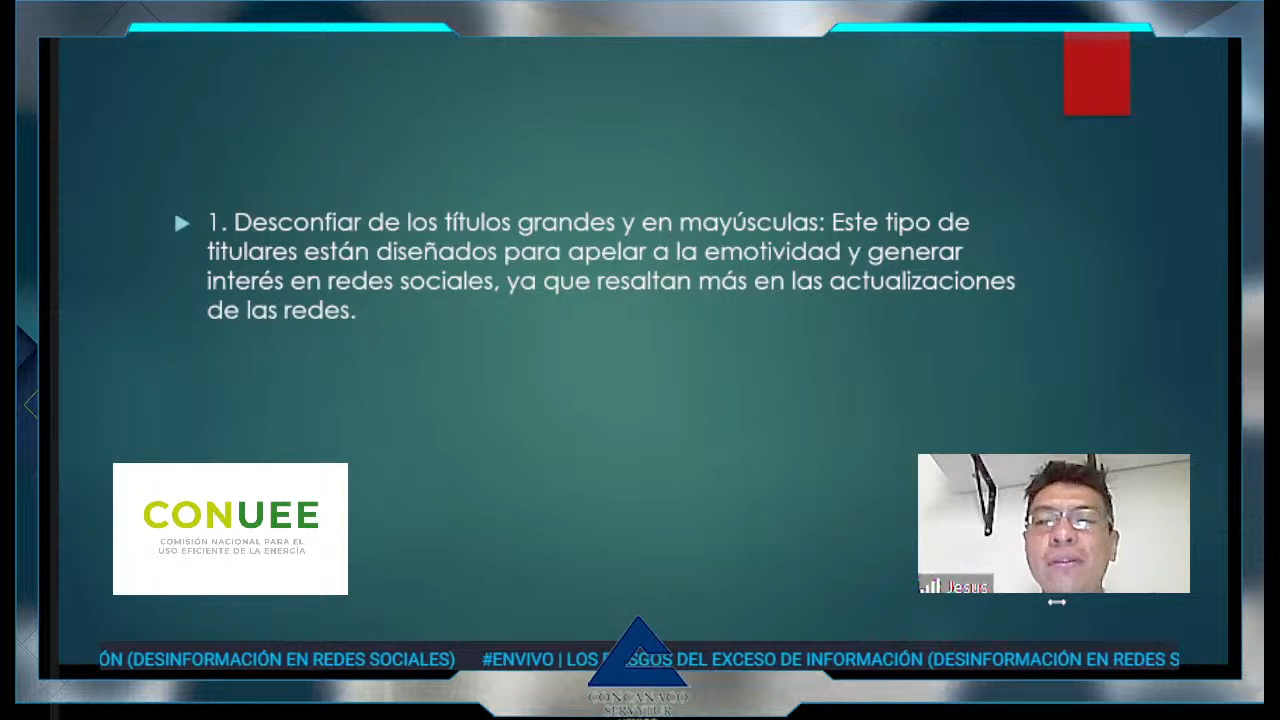 1. Desconfiar de los títulos grandes y en mayúsculas: Este tipo de
titulares están diseñados para apelar a la emotividad y generar
interés en redes sociales, ya que resaltan más en las actualizaciones
de las redes.
CONUEE
COMISIÓN NACIONAL PARA EL
USO EFICIENTE DE LA ENERGÍA
Jesus
ÓN (DESINFORMACIÓN EN REDES SOCIALES) #ENVIVO | LOS RIESGOS DEL EXCESO DE INFORMACIÓN (DESINFORMACIÓN EN REDES S
CONCANACO
SERVYTUR